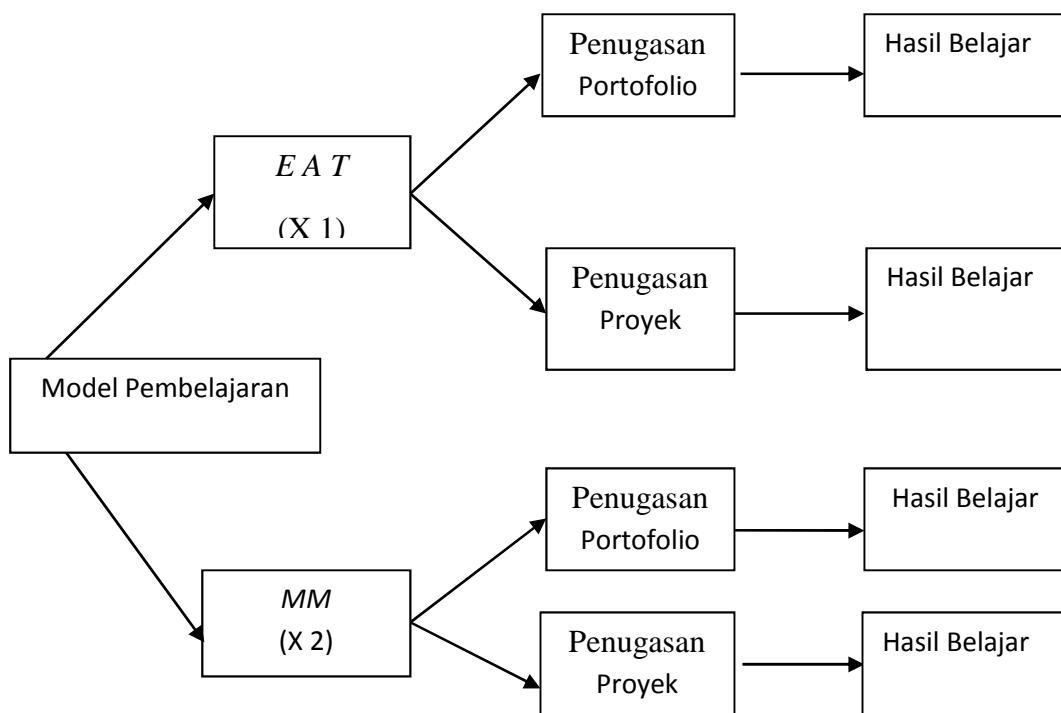 Penugasan
Portofolio
Hasil Belajar
E A T
(X 1)
Penugasan
Proyek
Hasil Belajar
Model Pembelajaran
Penugasan
Portofolio
Hasil Belajar
MM
(X 2)
Penugasan
Proyek
Hasil Belajar